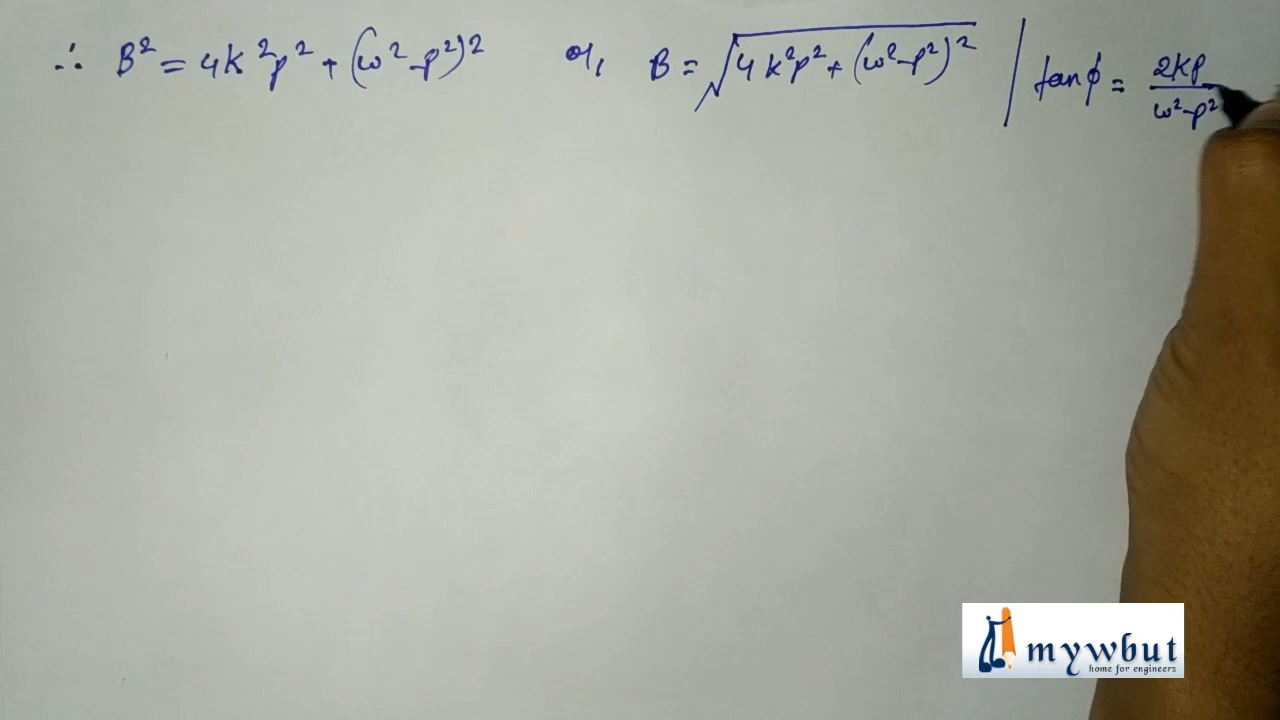 ∴ B² = 4k²p² + (ω² - p²)² or, B = √(4k²p² + (ω² - p²)²) | tan φ = 2kp / ω² - p²
mywbut
home for engineers